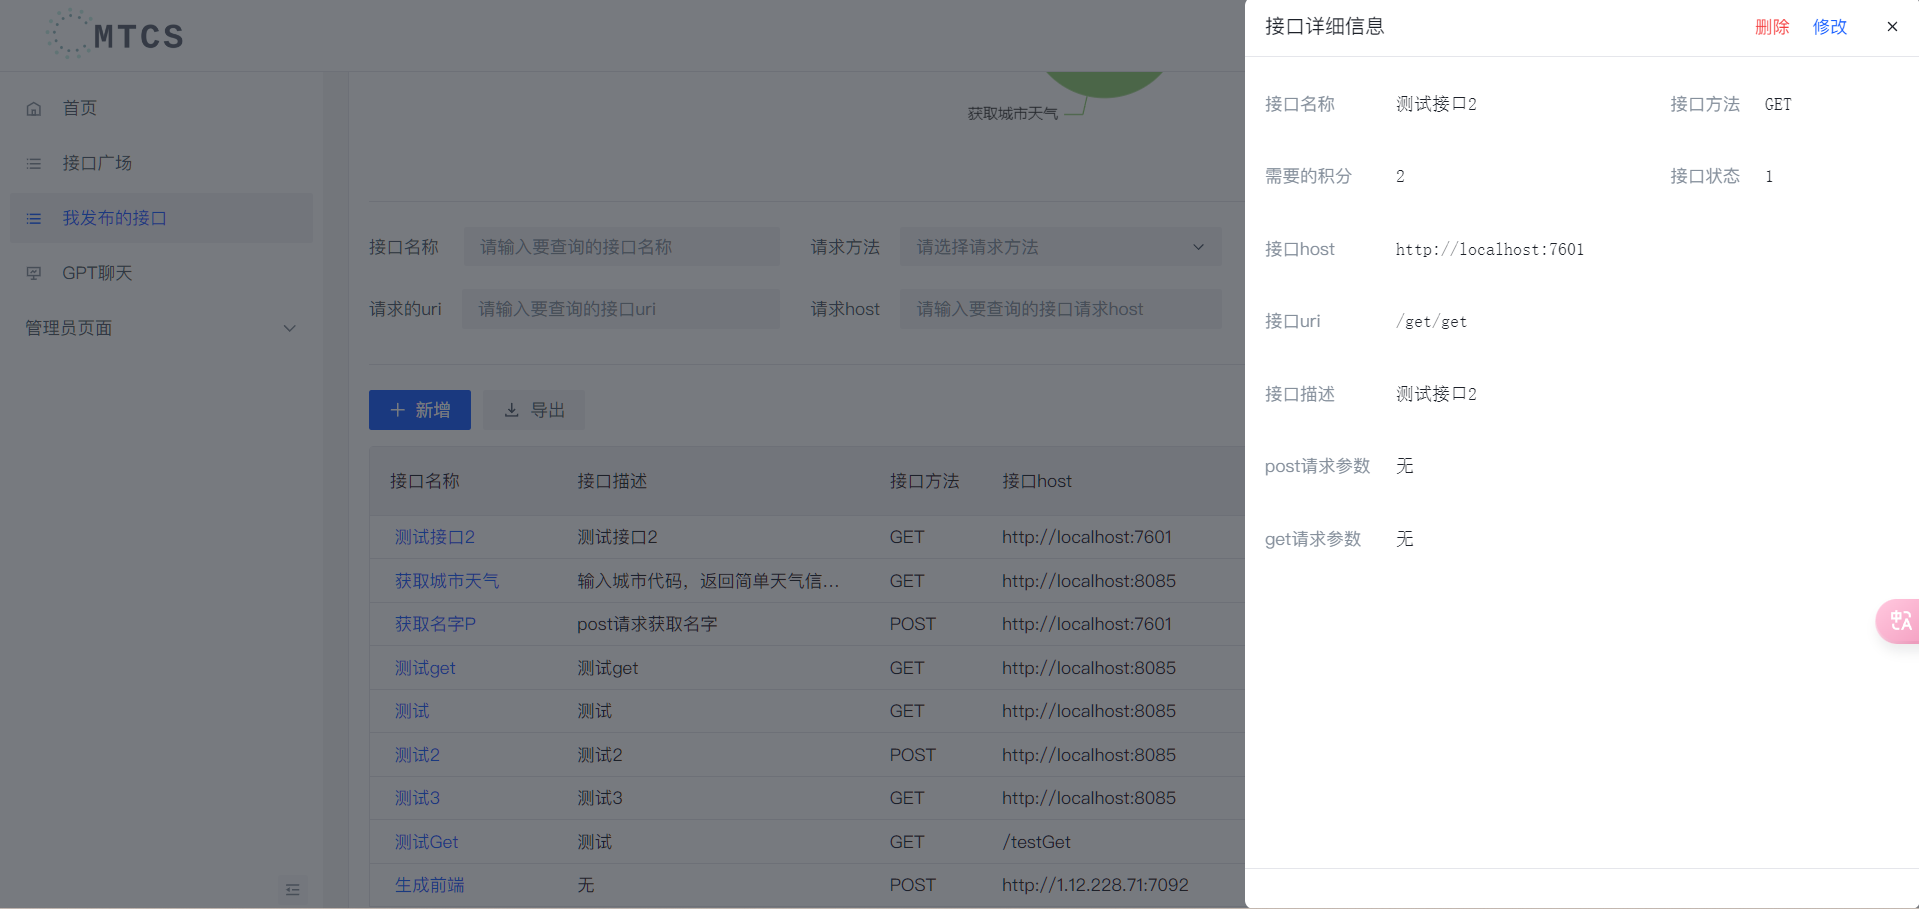 MTCS
首页
接口广场
我发布的接口
GPT聊天
管理员页面
获取城市天气
接口名称 请输入要查询的接口名称 请求方法 请选择请求方法
请求的uri 请输入要查询的接口uri 请求host 请输入要查询的接口请求host
新增 导出
接口名称 接口描述 接口方法 接口host
测试接口2 测试接口2 GET http://localhost:7601
获取城市天气 输入城市代码，返回简单天气信... GET http://localhost:8085
获取名字P post请求获取名字 POST http://localhost:7601
测试get 测试get GET http://localhost:8085
测试 测试 GET http://localhost:8085
测试2 测试2 POST http://localhost:8085
测试3 测试3 GET http://localhost:8085
测试Get 测试 GET /testGet
生成前端 无 POST http://1.12.228.71:7092
接口详细信息 删除 修改
接口名称 测试接口2 接口方法 GET
需要的积分 2 接口状态 1
接口host http://localhost:7601
接口uri /get/get
接口描述 测试接口2
post请求参数 无
get请求参数 无
中 A